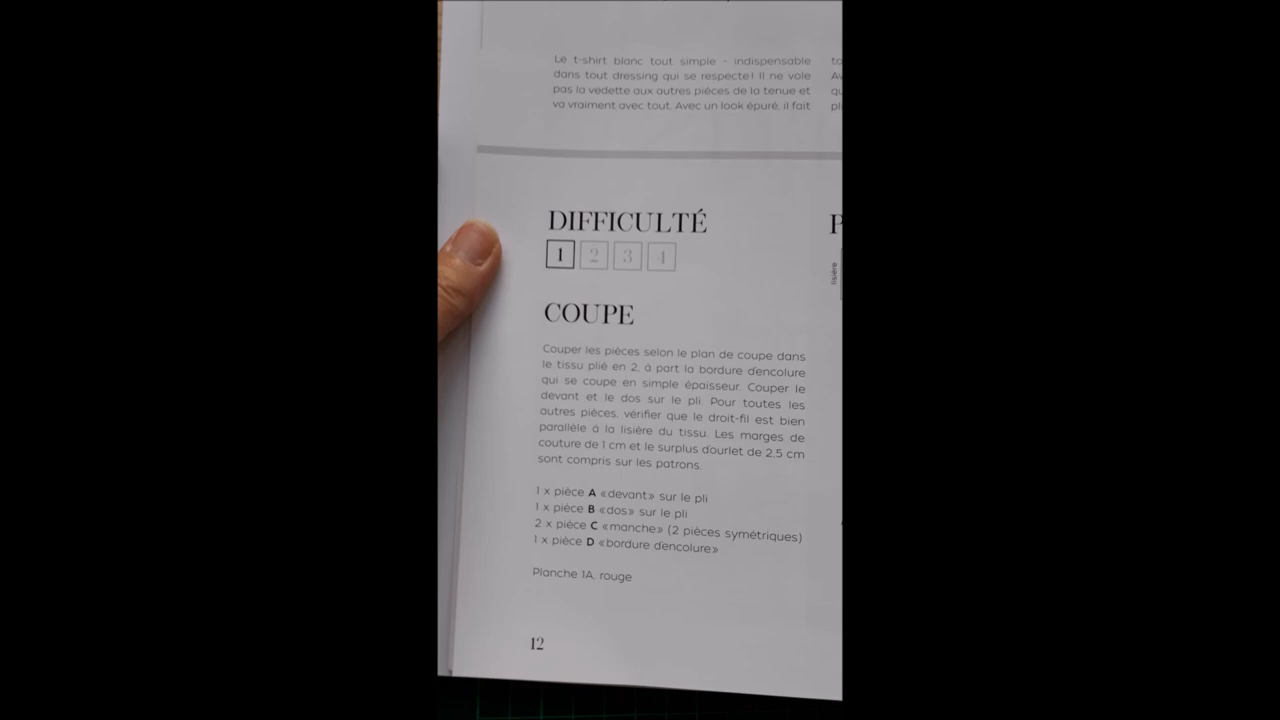 Le t-shirt blanc tout simple - indispensable
dans tout dressing qui se respecte! Il ne vole
pas la vedette aux autres pièces de la tenue et
va vraiment avec tout. Avec un look épuré, il fait
DIFFICULTÉ
1 2 3 4
COUPE
Couper les pièces selon le plan de coupe dans
le tissu plié en 2, à part la bordure d'encolure
qui se coupe en simple épaisseur. Couper le
devant et le dos sur le pli. Pour toutes les
autres pièces, vérifier que le droit-fil est bien
parallèle à la lisière du tissu. Les marges de
couture de 1 cm et le surplus d'ourlet de 2,5 cm
sont compris sur les patrons.
1 x pièce A «devant» sur le pli
1 x pièce B «dos» sur le pli
2 x pièce C «manche» (2 pièces symétriques)
1 x pièce D «bordure d'encolure»
Planche 1A, rouge
12
lisière